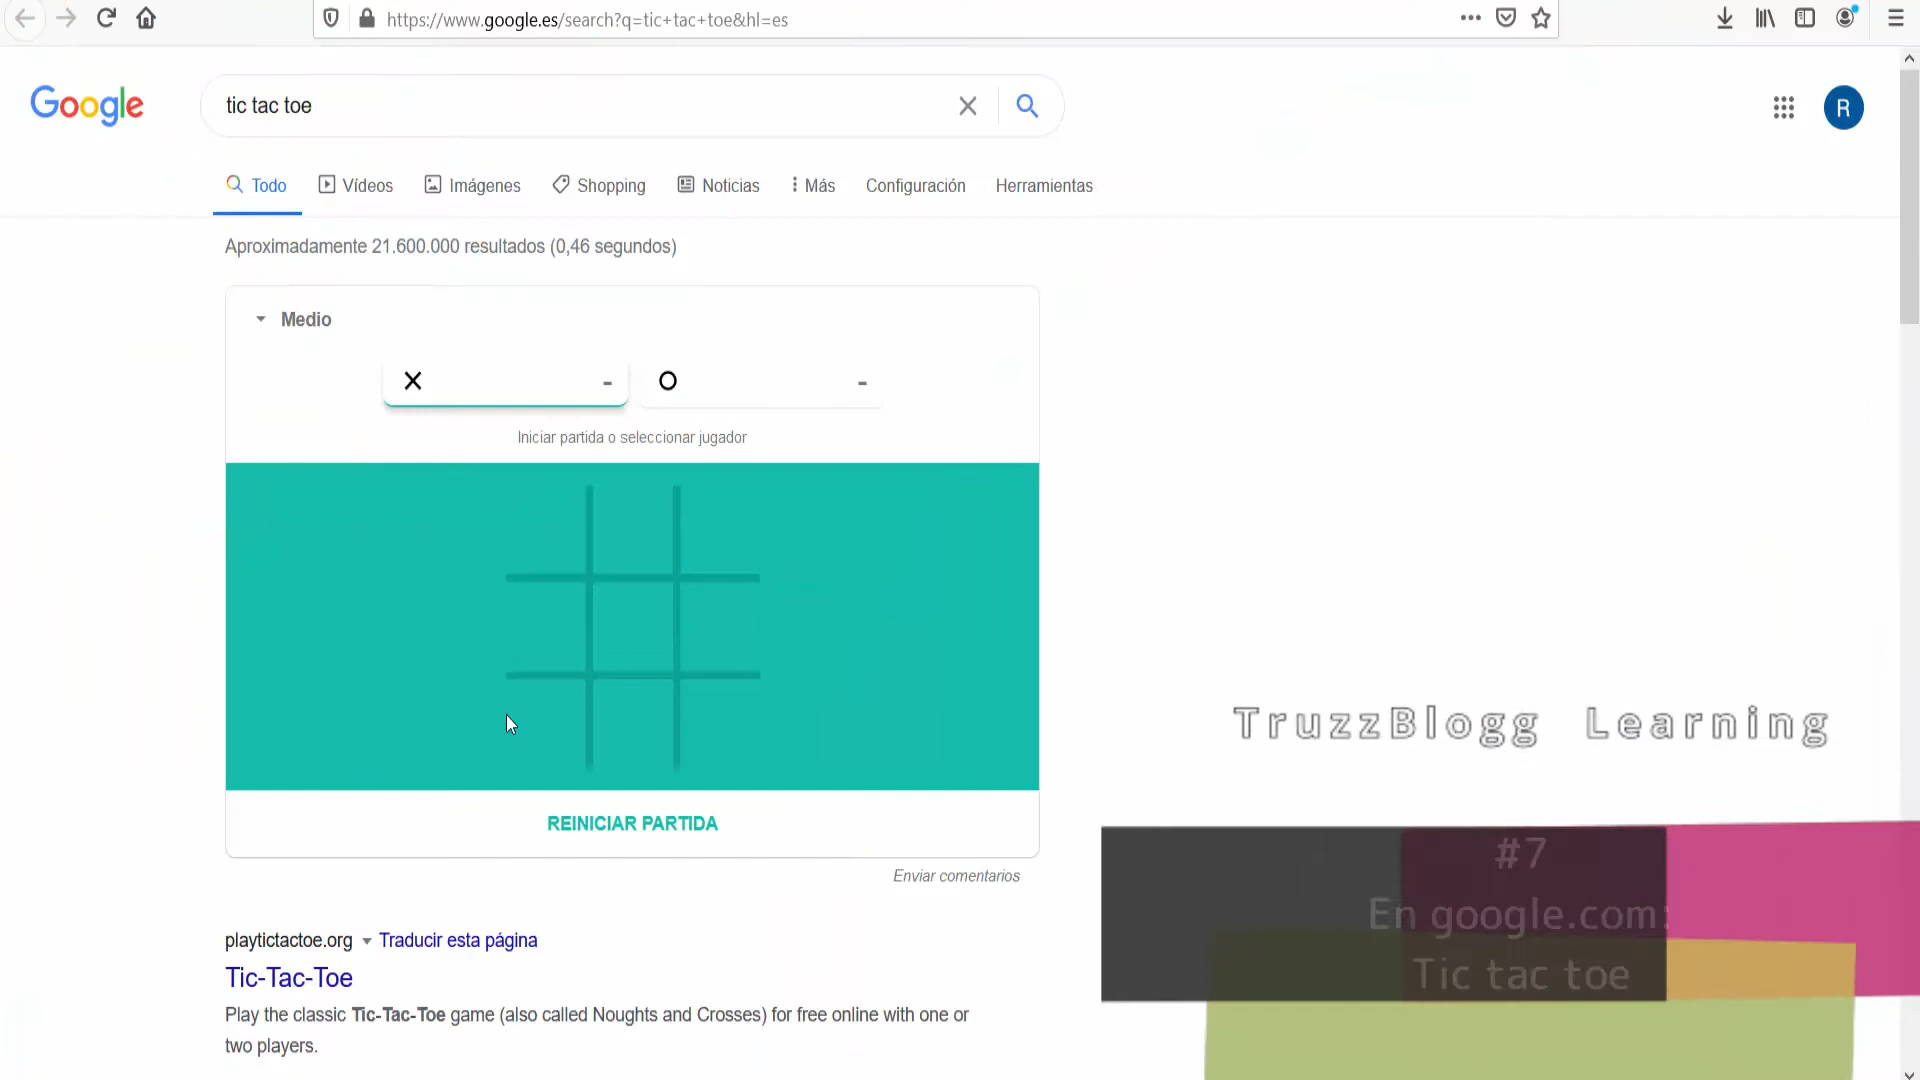 https://www.google.es/search?q=tic+tac+toe&hl=es
Google
tic tac toe
R
Todo
Vídeos
Imágenes
Shopping
Noticias
Más
Configuración
Herramientas
Aproximadamente 21.600.000 resultados (0,46 segundos)
Medio
X -
O -
Iniciar partida o seleccionar jugador
REINICIAR PARTIDA
Enviar comentarios
playtictactoe.org Traducir esta página
Tic-Tac-Toe
Play the classic Tic-Tac-Toe game (also called Noughts and Crosses) for free online with one or
two players.
TruzzBlogg Learning
#7
En google.com:
Tic tac toe